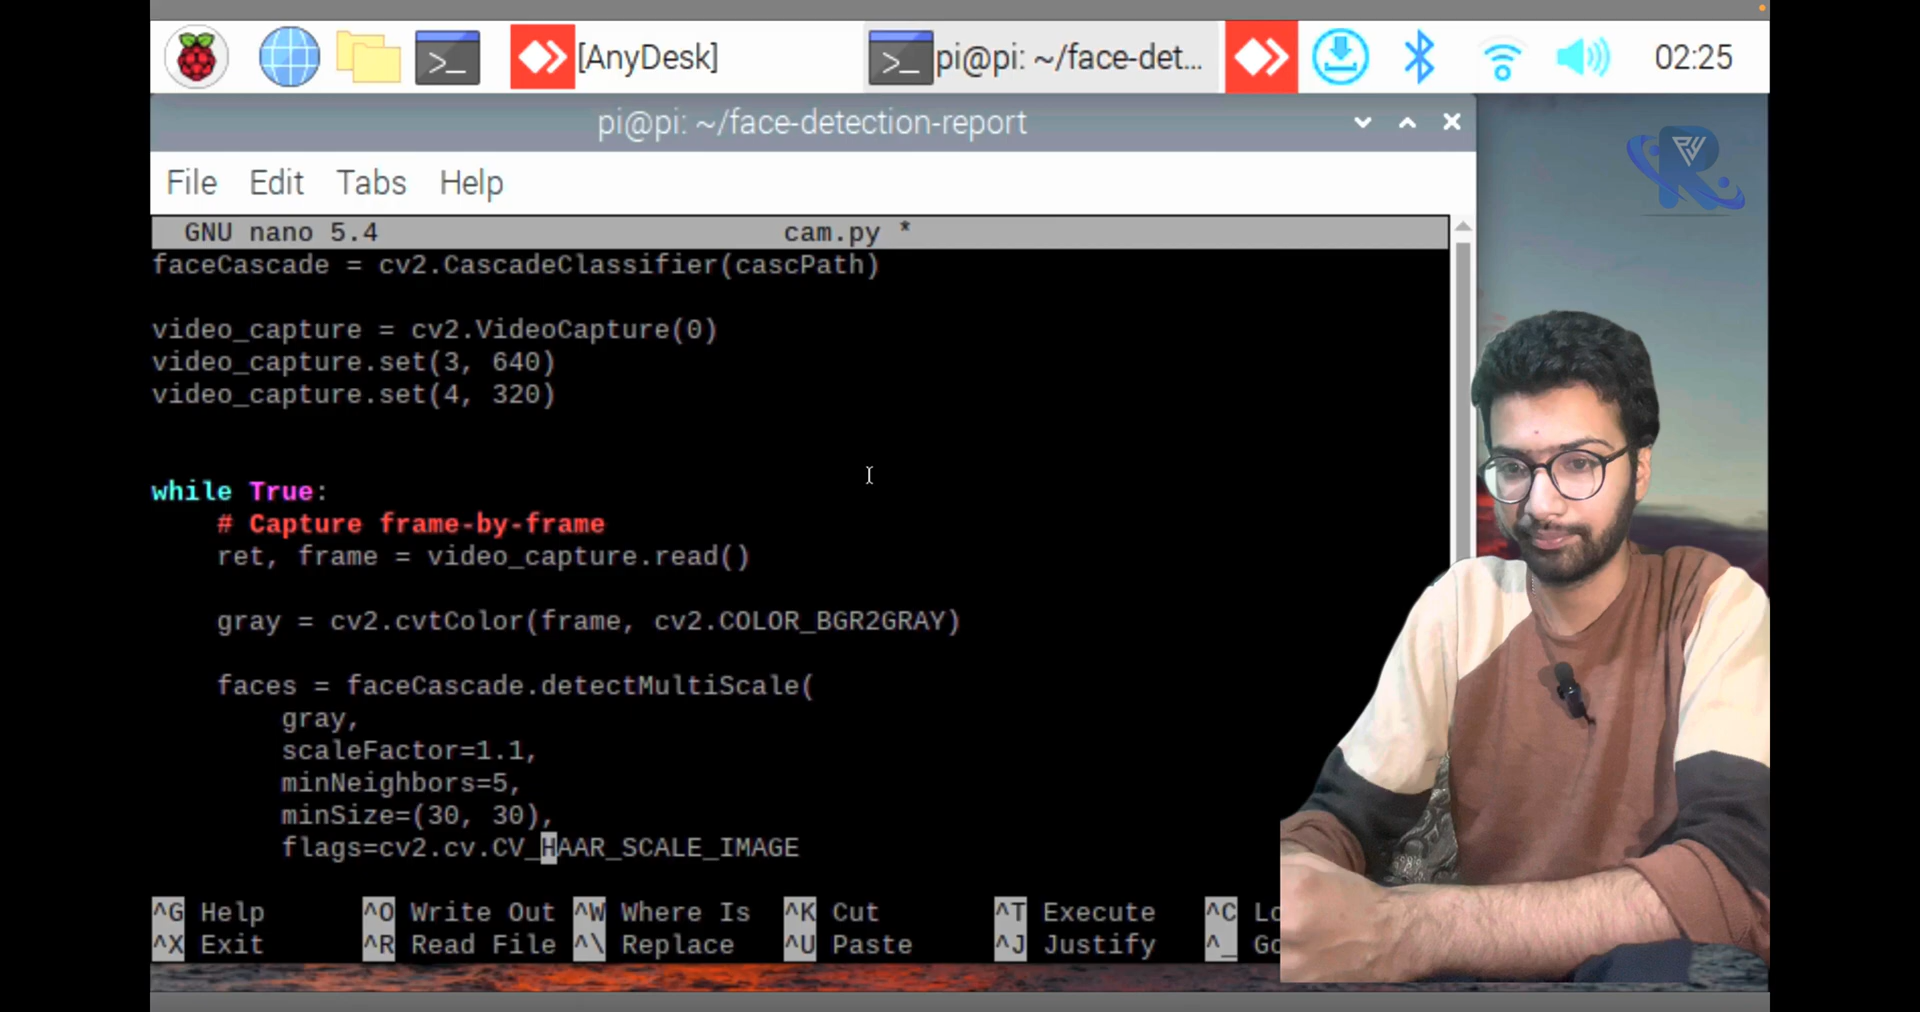 [AnyDesk]
pi@pi: ~/face-det...
02:25
pi@pi: ~/face-detection-report
File Edit Tabs Help
GNU nano 5.4 cam.py *
faceCascade = cv2.CascadeClassifier(cascPath)
video_capture = cv2.VideoCapture(0)
video_capture.set(3, 640)
video_capture.set(4, 320)
while True:
# Capture frame-by-frame
ret, frame = video_capture.read()
gray = cv2.cvtColor(frame, cv2.COLOR_BGR2GRAY)
faces = faceCascade.detectMultiScale(
gray,
scaleFactor=1.1,
minNeighbors=5,
minSize=(30, 30),
flags=cv2.cv.CV_HAAR_SCALE_IMAGE
^G Help ^O Write Out ^W Where Is ^K Cut ^T Execute ^C Lo
^X Exit ^R Read File ^\ Replace ^U Paste ^J Justify ^_ Go